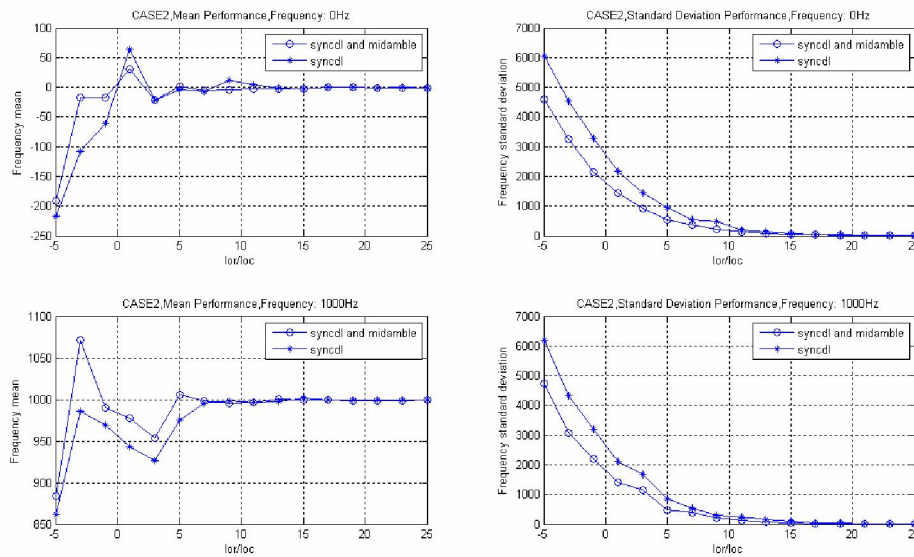 CASE2,Mean Performance,Frequency: 0Hz
100
50
0
-50
-100
-150
-200
-250
Frequency mean
syncdl and midamble
syncdl
-5 0 5 10 15 20 25
Ior/Ioc
CASE2,Standard Deviation Performance,Frequency: 0Hz
7000
6000
5000
4000
3000
2000
1000
0
Frequency standard deviation
syncdl and midamble
syncdl
-5 0 5 10 15 20 25
Ior/Ioc
CASE2,Mean Performance,Frequency: 1000Hz
1100
1050
1000
950
900
850
Frequency mean
syncdl and midamble
syncdl
-5 0 5 10 15 20 25
Ior/Ioc
CASE2,Standard Deviation Performance,Frequency: 1000Hz
7000
6000
5000
4000
3000
2000
1000
0
Frequency standard deviation
syncdl and midamble
syncdl
-5 0 5 10 15 20 25
Ior/Ioc